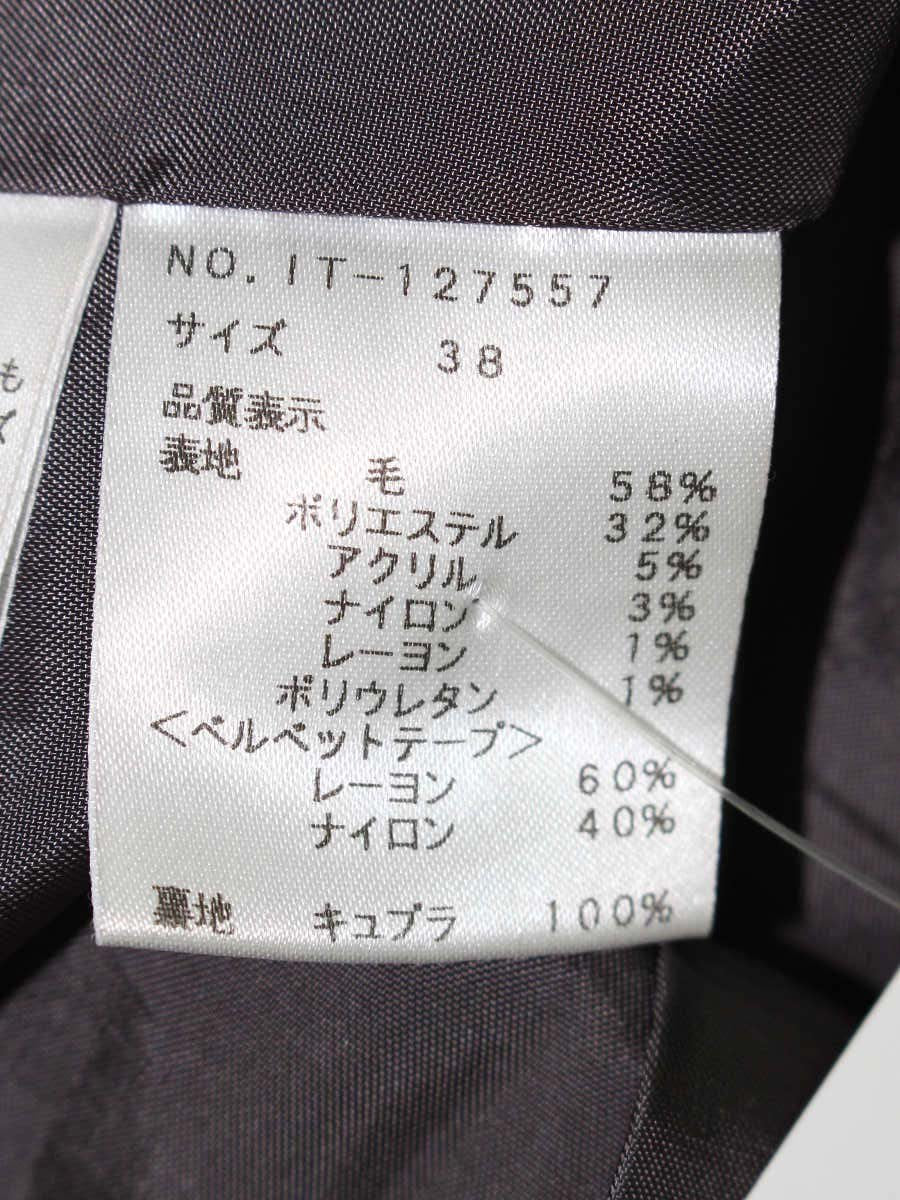 NO.IT-127557
サイズ 38
品質表示
表地 毛 58%
ポリエステル 32%
アクリル 5%
ナイロン 3%
レーヨン 1%
ポリウレタン 1%
<ベルベットテープ>
レーヨン 60%
ナイロン 40%
裏地 キュプラ 100%
も